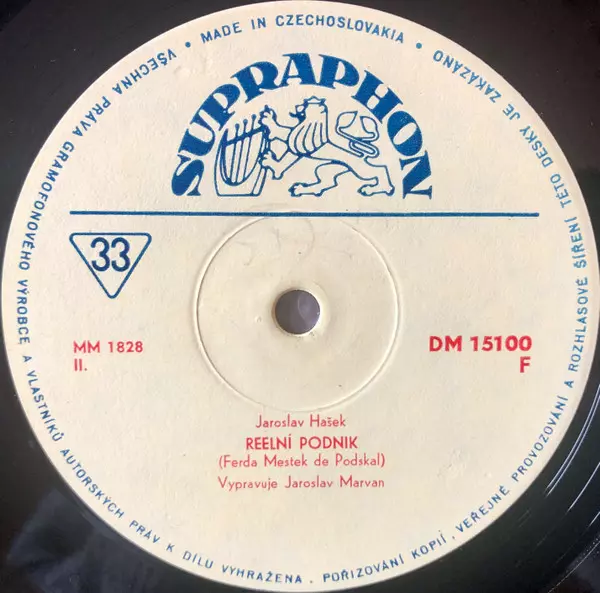 MADE IN CZECHOSLOVAKIA • VŠECHNA PRÁVA GRAMOFONOVÉHO VÝROBCE A VLASTNÍKŮ AUTORSKÝCH PRÁV K DÍLU VYHRAŽENA. POŘIZOVÁNÍ KOPIÍ, VEŘEJNÉ PROVOZOVÁNÍ A ROZHLASOVÉ ŠÍŘENÍ TÉTO DESKY JE ZAKÁZÁNO •
SUPRAPHON
33
MM 1828
II.
DM 15100
F
Jaroslav Hašek
REELNÍ PODNIK
(Ferda Mestek de Podskal)
Vypravuje Jaroslav Marvan